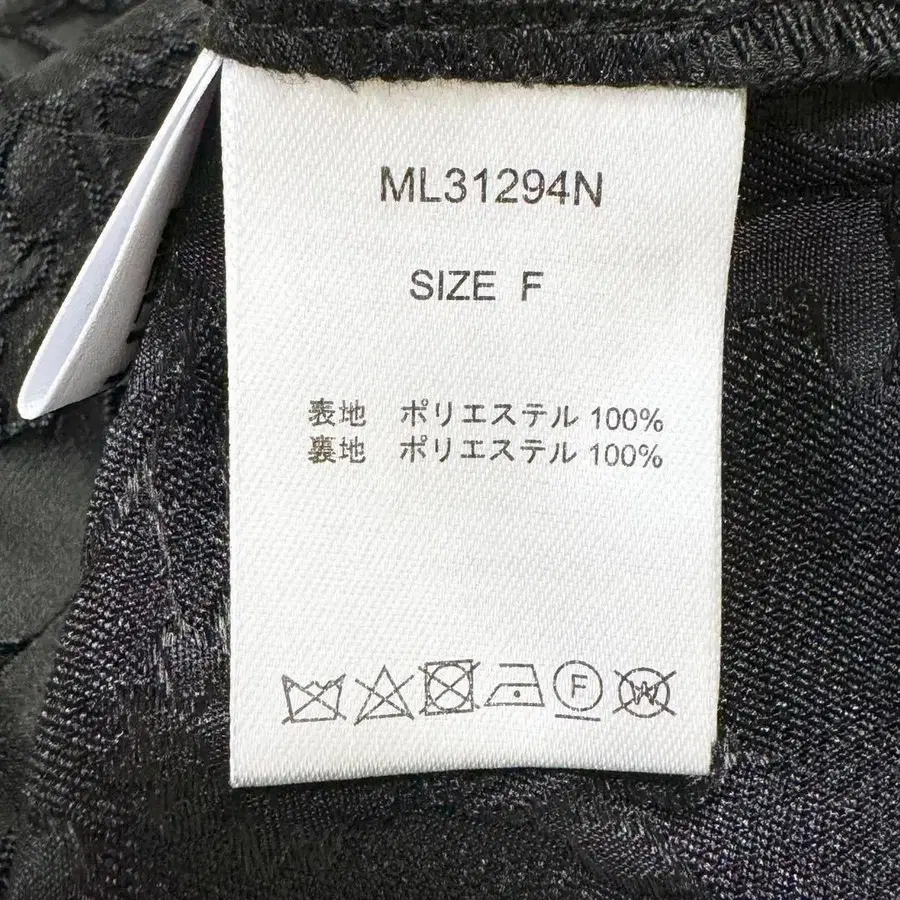 ML31294N
SIZE F
表地 ポリエステル 100%
裏地 ポリエステル 100%
F W